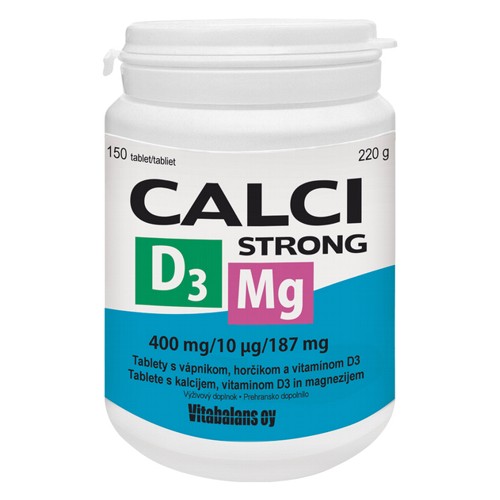 150 tablet/tabliet 220 g
CALCI
STRONG
D3 Mg
400 mg/10 µg/187 mg
Tablety s vápnikom, horčíkom a vitaminom D3
Tablete s kalcijem, vitaminom D3 in magnezijem
Výživový doplnok • Prehransko dopolnilo
Vitabalans oy